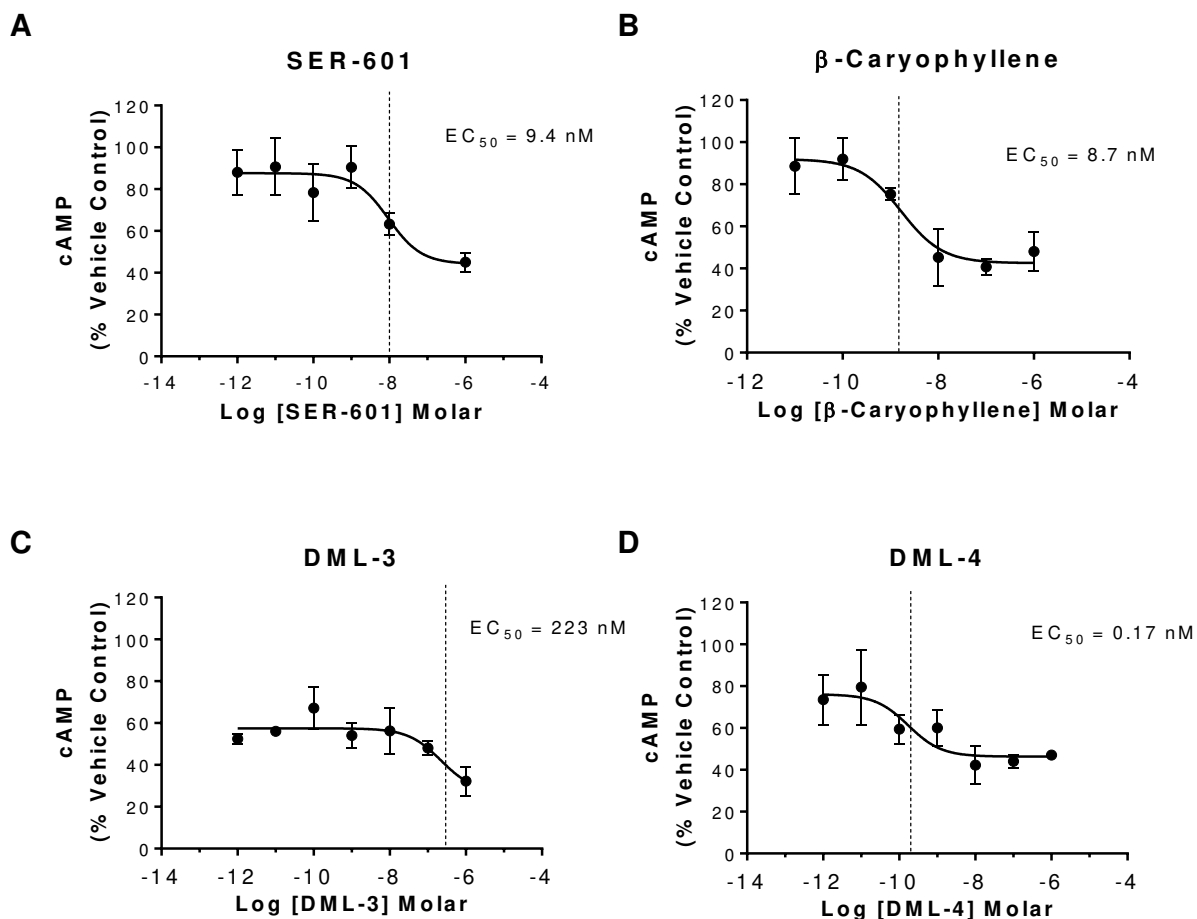 A
SER-601
cAMP
(% Vehicle Control)
120
100
80
60
40
20
0
EC50 = 9.4 nM
-14 -12 -10 -8 -6 -4
Log [SER-601] Molar
B
β-Caryophyllene
cAMP
(% Vehicle Control)
120
100
80
60
40
20
0
EC50 = 8.7 nM
-12 -10 -8 -6 -4
Log [β-Caryophyllene] Molar
C
DML-3
cAMP
(% Vehicle Control)
120
100
80
60
40
20
0
EC50 = 223 nM
-14 -12 -10 -8 -6 -4
Log [DML-3] Molar
D
DML-4
cAMP
(% Vehicle Control)
120
100
80
60
40
20
0
EC50 = 0.17 nM
-14 -12 -10 -8 -6 -4
Log [DML-4] Molar